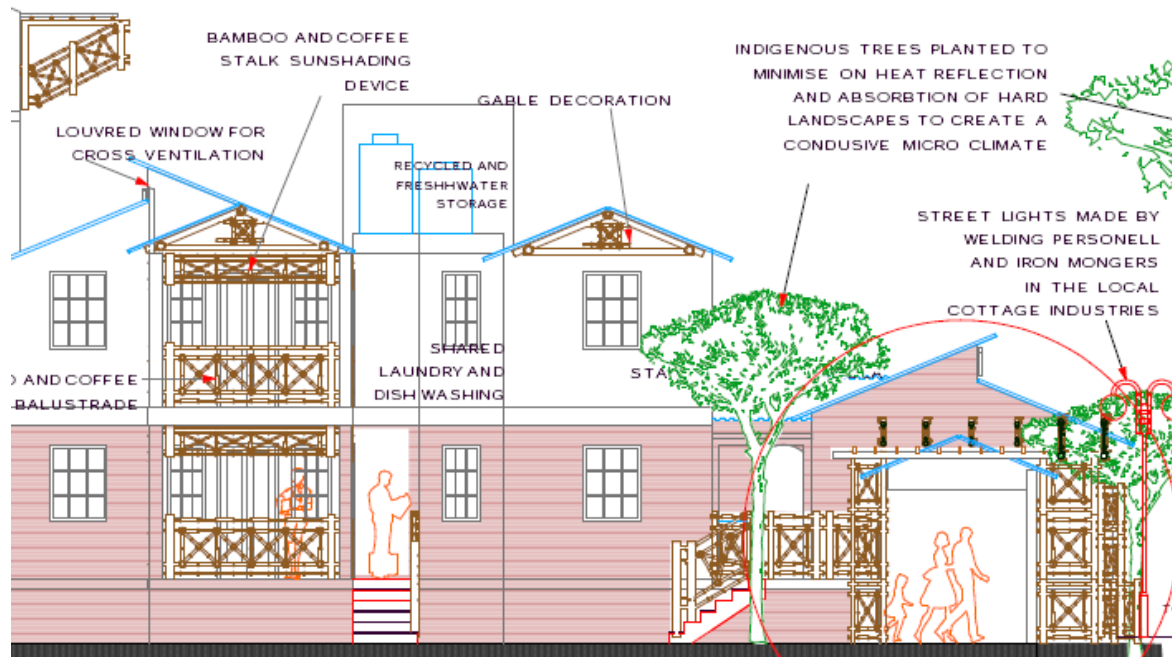 BAMBOO AND COFFEE
STALK SUNSHADING
DEVICE
LOUVRED WINDOW FOR
CROSS VENTILATION
GABLE DECORATION
RECYCLED AND
FRESHHWATER
STORAGE
INDIGENOUS TREES PLANTED TO
MINIMISE ON HEAT REFLECTION
AND ABSORBTION OF HARD
LANDSCAPES TO CREATE A
CONDUSIVE MICRO CLIMATE
STREET LIGHTS MADE BY
WELDING PERSONELL
AND IRON MONGERS
IN THE LOCAL
COTTAGE INDUSTRIES
AND COFFEE
BALUSTRADE
SHARED
LAUNDRY AND
DISH WASHING